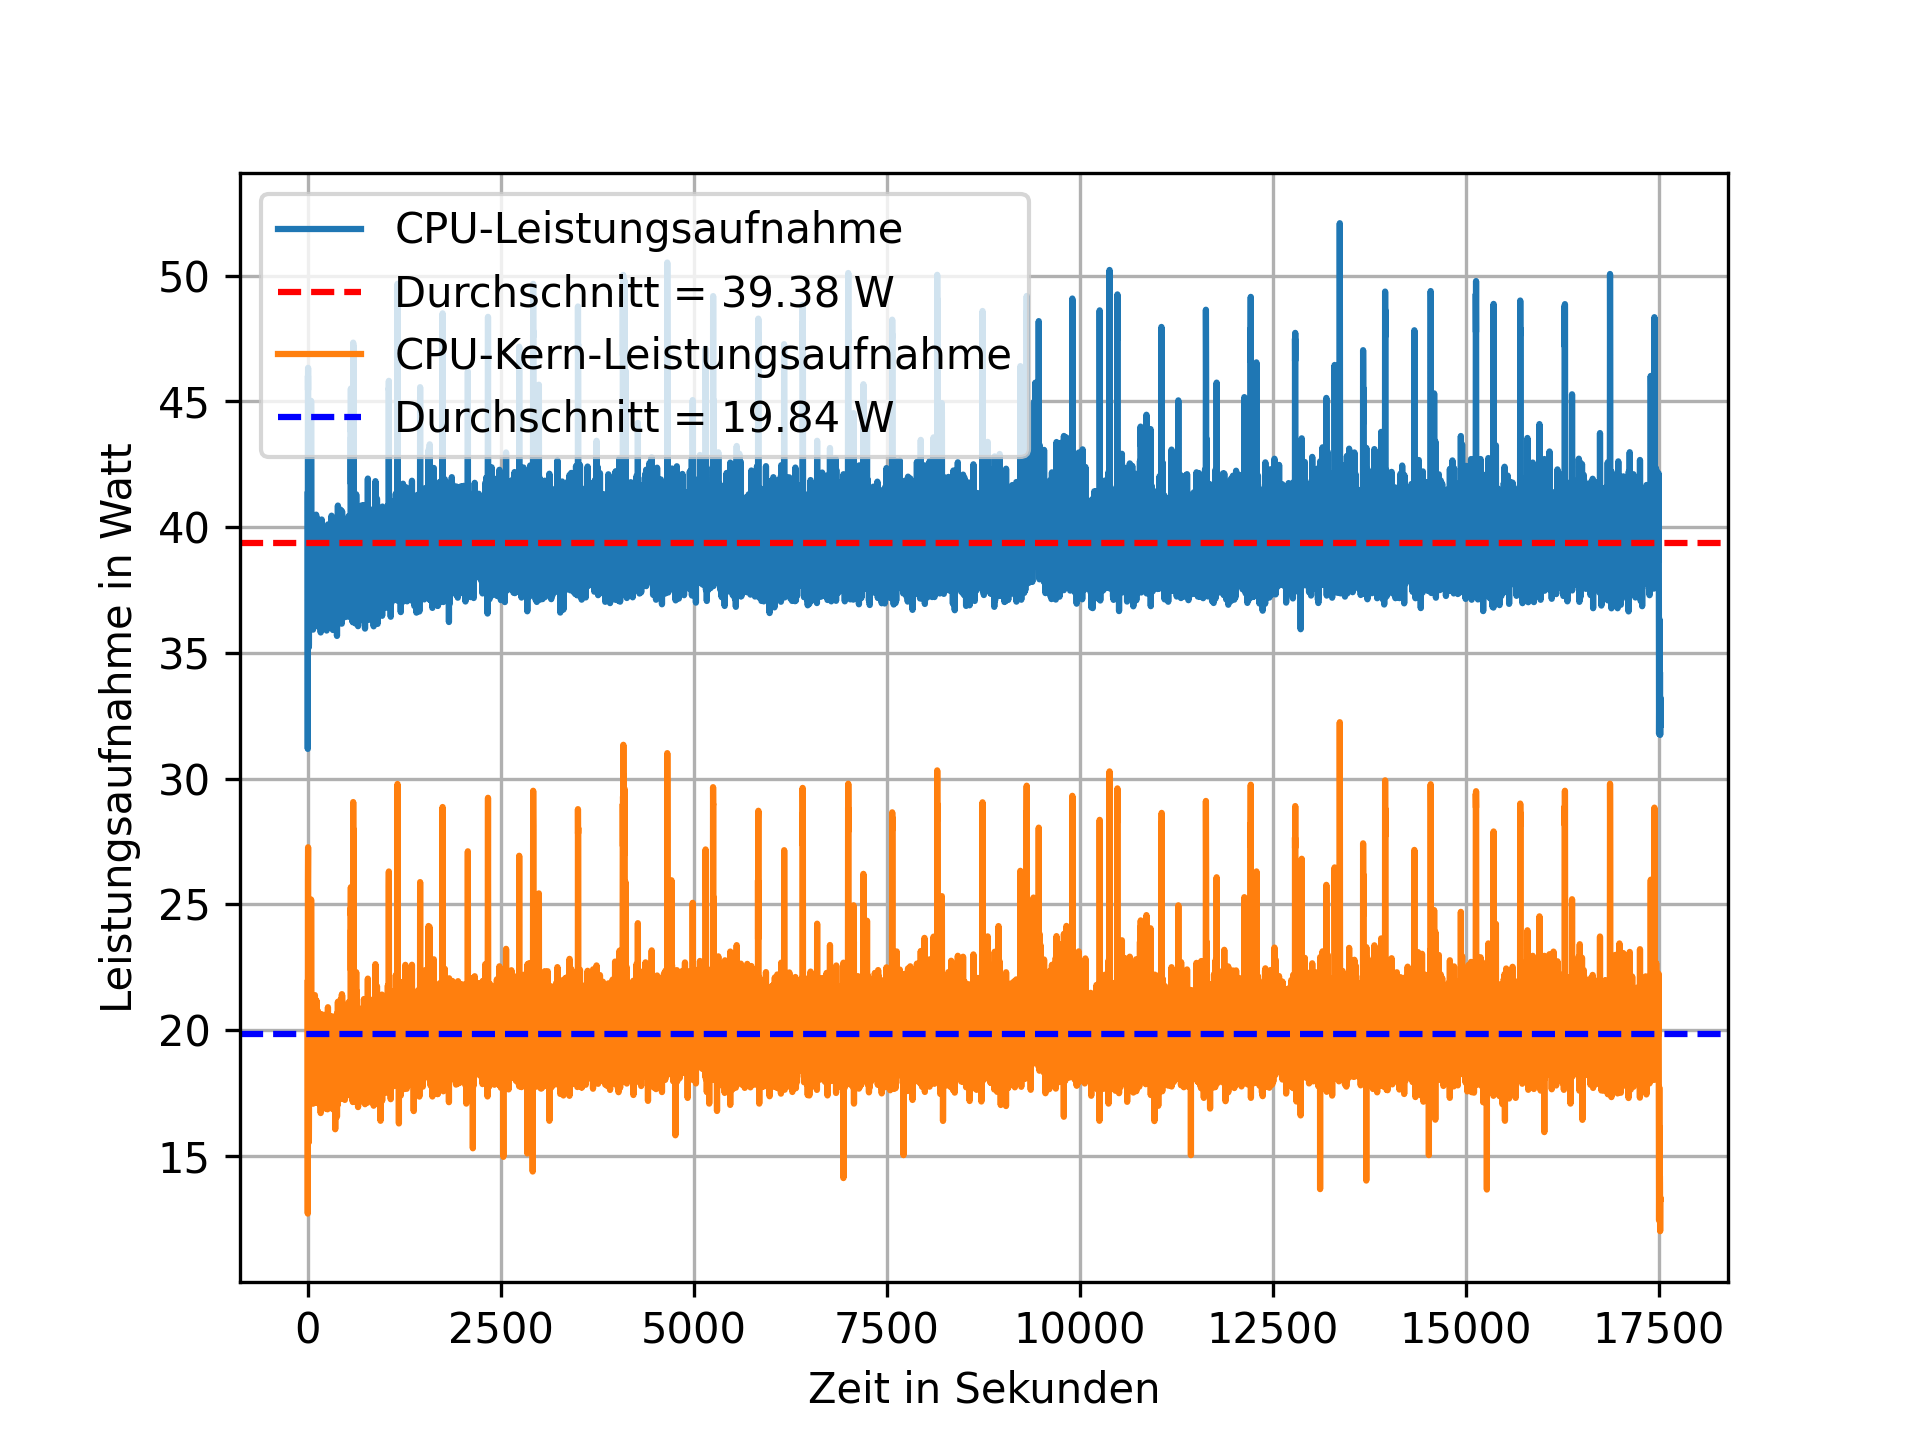 CPU-Leistungsaufnahme
Durchschnitt = 39.38 W
CPU-Kern-Leistungsaufnahme
Durchschnitt = 19.84 W
50
45
40
35
30
25
20
15
Leistungsaufnahme in Watt
0 2500 5000 7500 10000 12500 15000 17500
Zeit in Sekunden